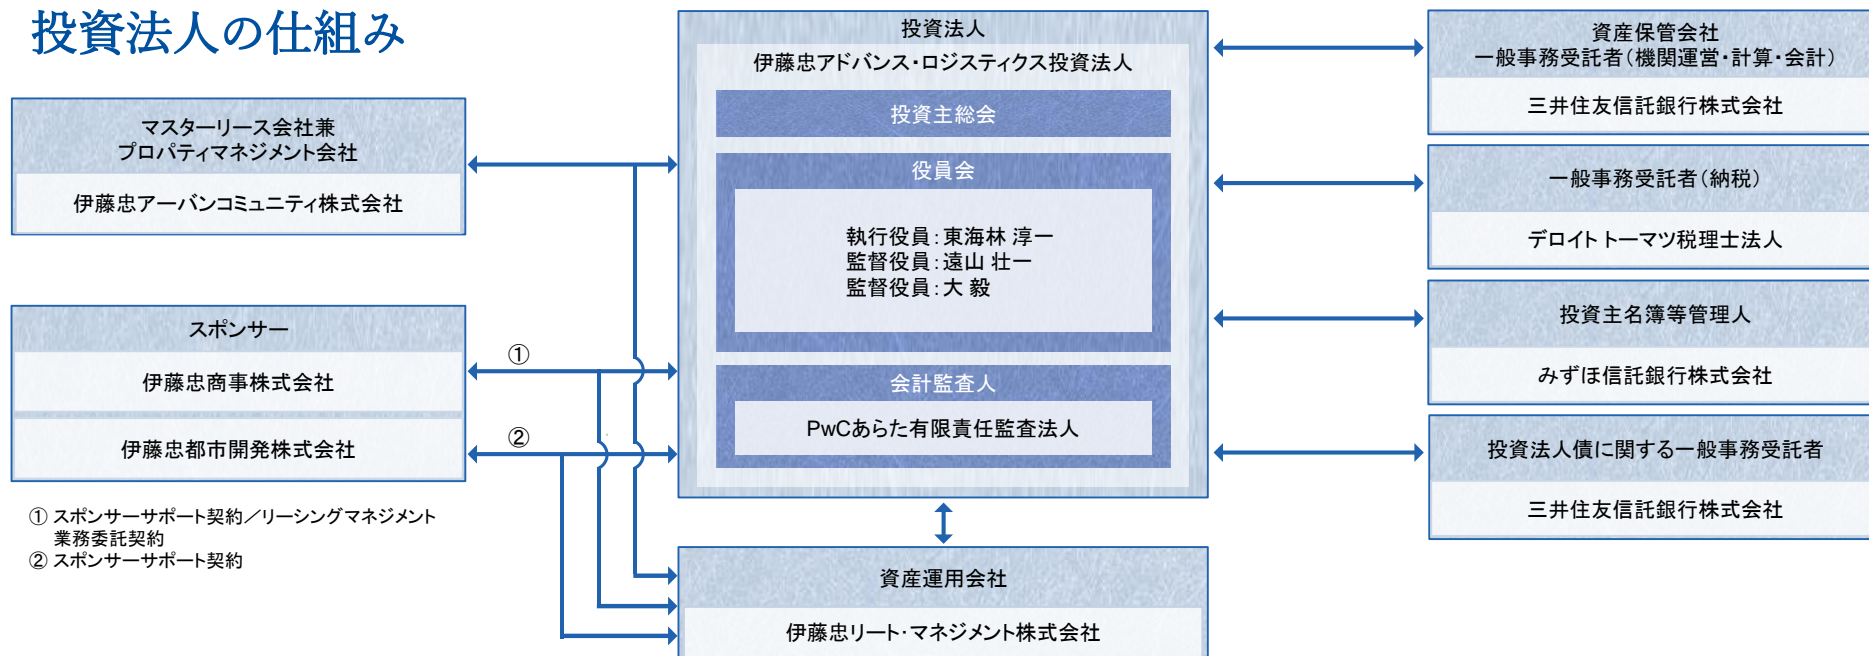 投資法人の仕組み
マスターリース会社兼
プロパティマネジメント会社
伊藤忠アーバンコミュニティ株式会社
スポンサー
伊藤忠商事株式会社
伊藤忠都市開発株式会社
①
②
① スポンサーサポート契約／リーシングマネジメント
業務委託契約
② スポンサーサポート契約
投資法人
伊藤忠アドバンス・ロジスティクス投資法人
投資主総会
役員会
執行役員：東海林 淳一
監督役員：遠山 壮一
監督役員：大 毅
会計監査人
PwCあらた有限責任監査法人
資産運用会社
伊藤忠リート・マネジメント株式会社
資産保管会社
一般事務受託者（機関運営・計算・会計）
三井住友信託銀行株式会社
一般事務受託者（納税）
デロイト トーマツ税理士法人
投資主名簿等管理人
みずほ信託銀行株式会社
投資法人債に関する一般事務受託者
三井住友信託銀行株式会社